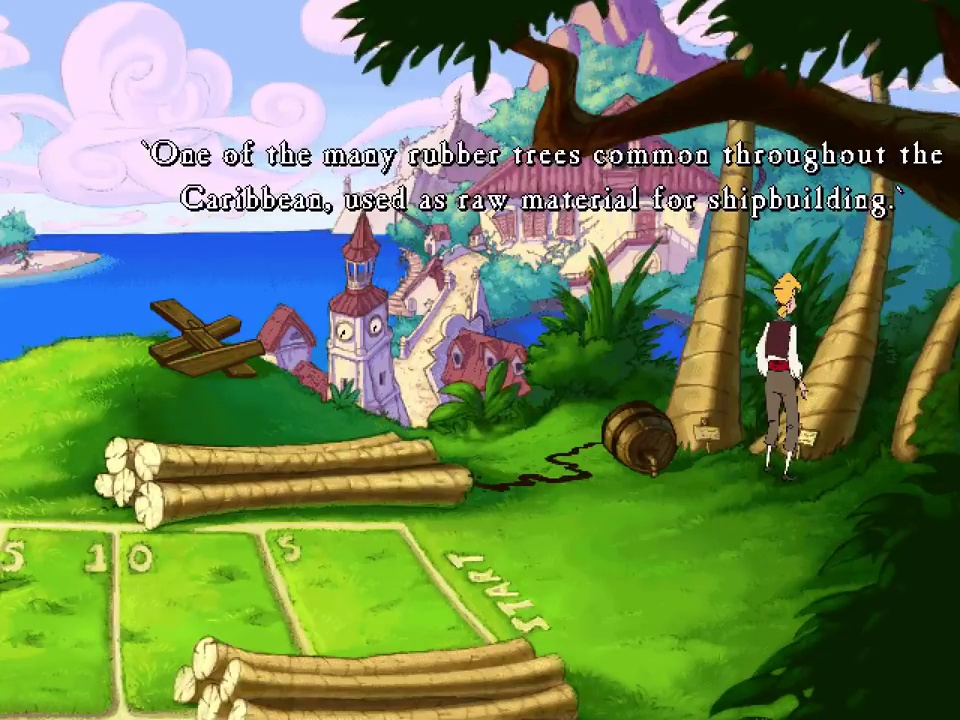 `One of the many rubber trees common throughout the
Caribbean, used as raw material for shipbuilding.`
5 10 5
START